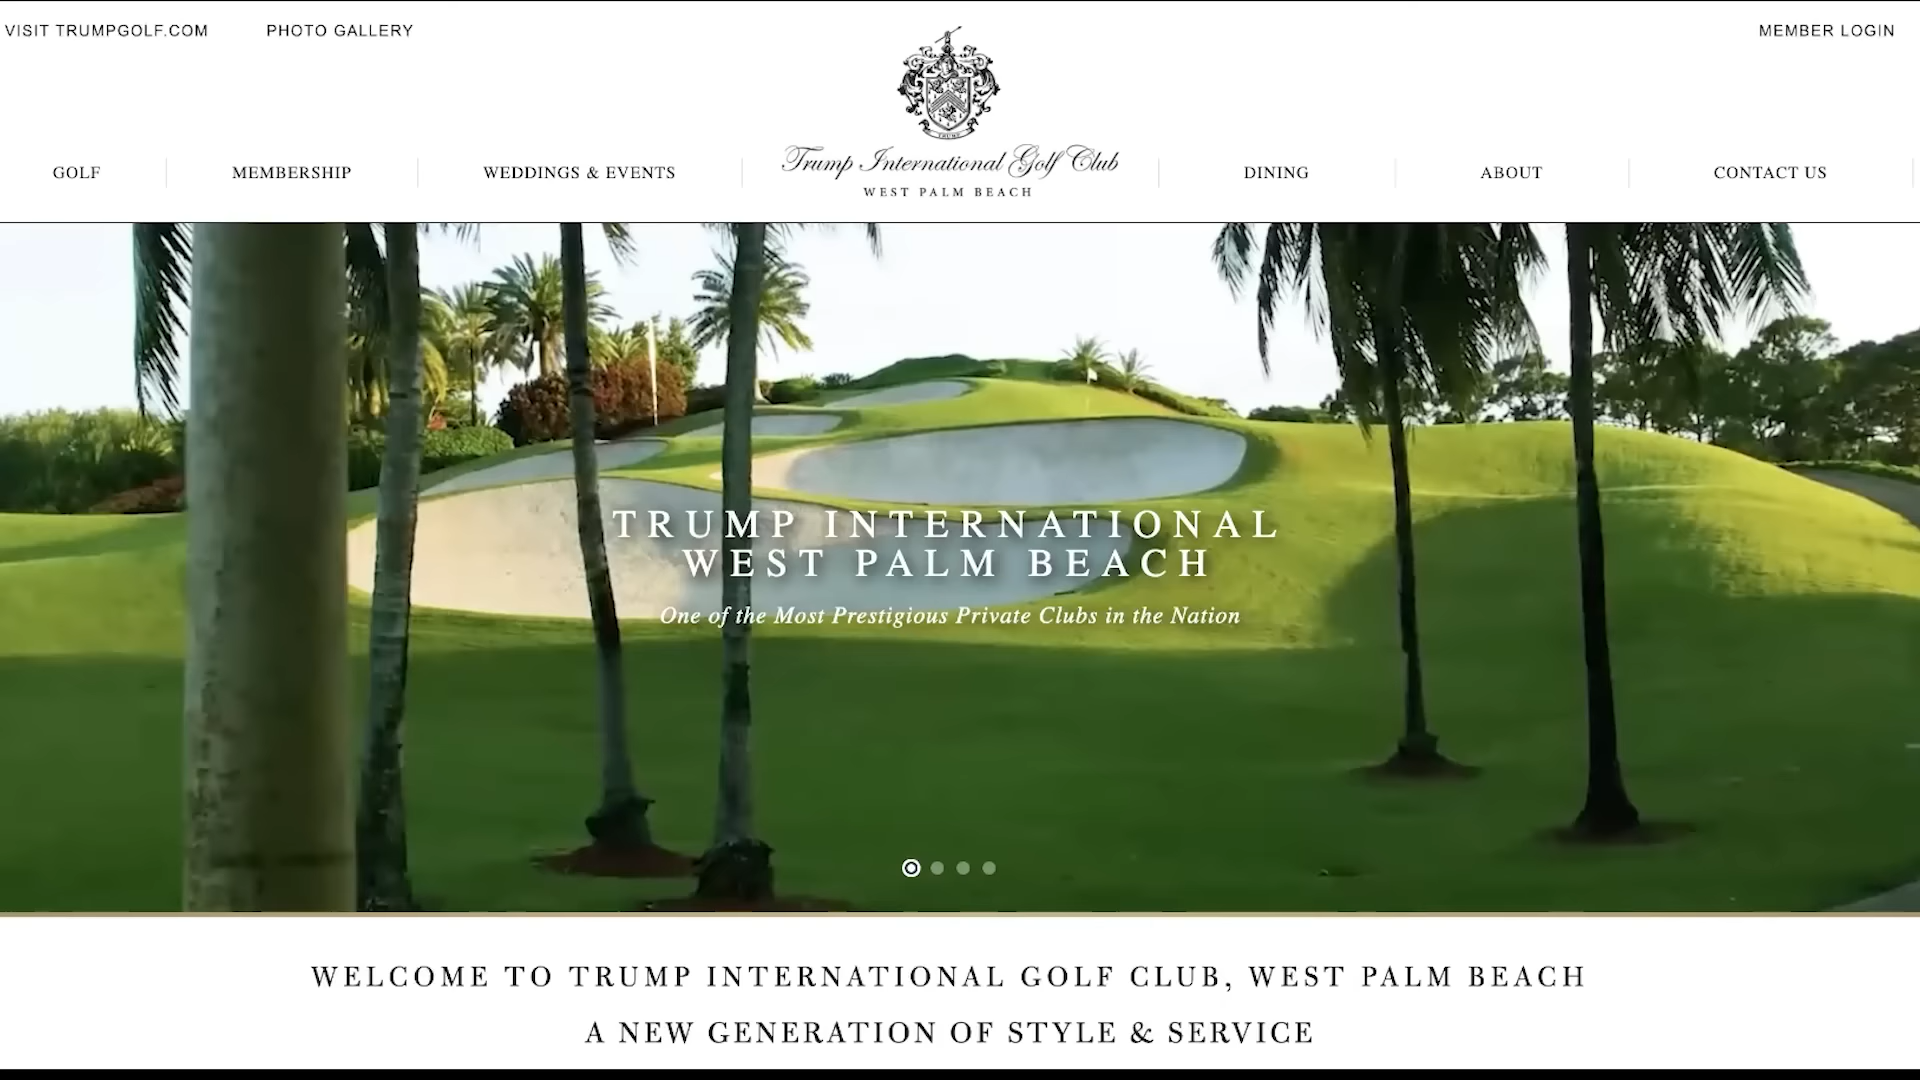 VISIT TRUMPGOLF.COM
PHOTO GALLERY
MEMBER LOGIN
TRUMP
GOLF
MEMBERSHIP
WEDDINGS & EVENTS
Trump International Golf Club
WEST PALM BEACH
DINING
ABOUT
CONTACT US
TRUMP INTERNATIONAL
WEST PALM BEACH
One of the Most Prestigious Private Clubs in the Nation
WELCOME TO TRUMP INTERNATIONAL GOLF CLUB, WEST PALM BEACH
A NEW GENERATION OF STYLE & SERVICE